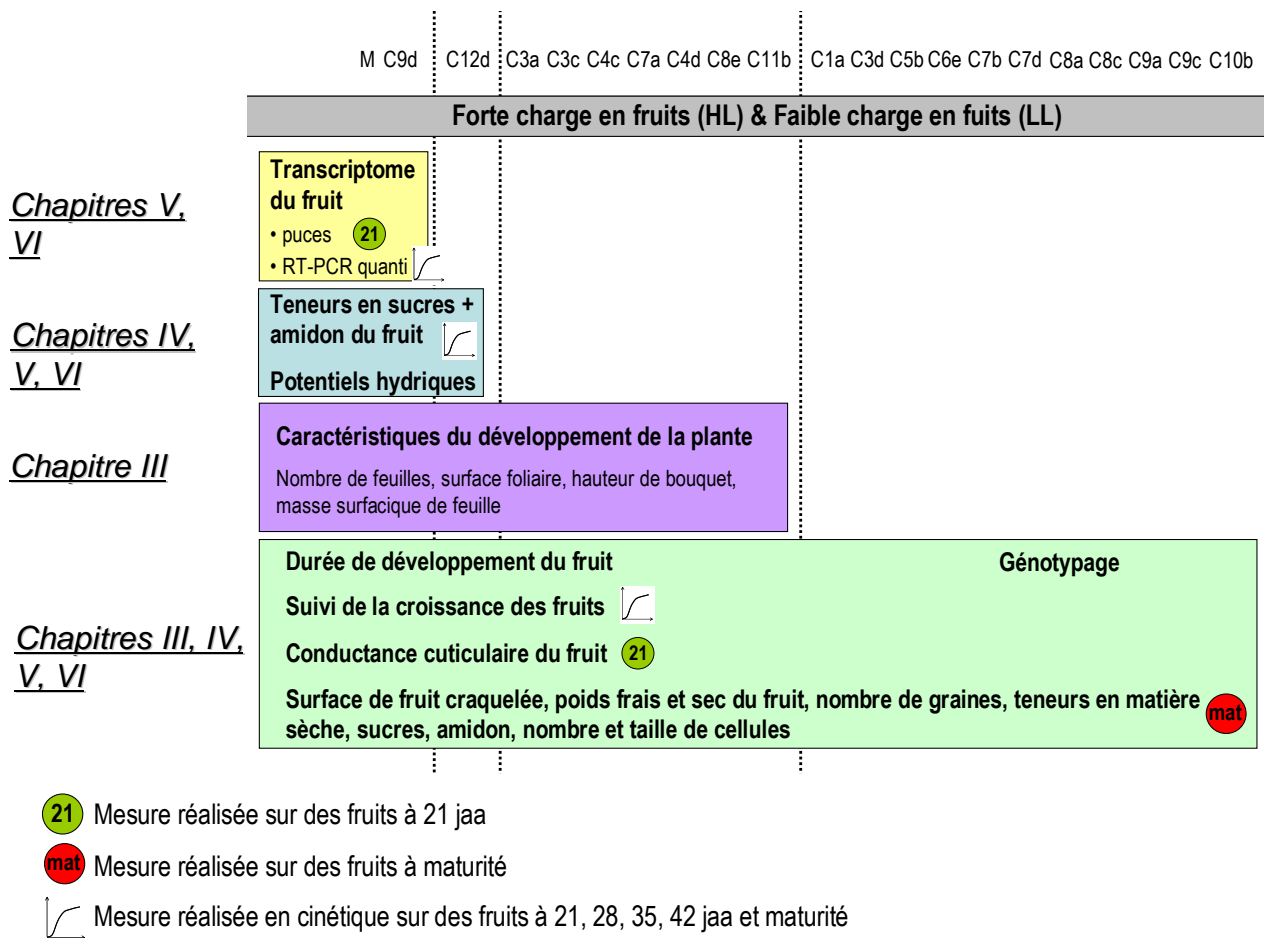 M C9d C12d C3a C3c C4c C7a C4d C8e C11b C1a C3d C5b C6e C7b C7d C8a C8c C9a C9c C10b
Forte charge en fruits (HL) & Faible charge en fuits (LL)
Chapitres V,
VI
Transcriptome
du fruit
• puces 21
• RT-PCR quanti
Chapitres IV,
V, VI
Teneurs en sucres +
amidon du fruit
Potentiels hydriques
Chapitre III
Caractéristiques du développement de la plante
Nombre de feuilles, surface foliaire, hauteur de bouquet,
masse surfacique de feuille
Chapitres III, IV,
V, VI
Durée de développement du fruit
Génotypage
Suivi de la croissance des fruits
Conductance cuticulaire du fruit 21
Surface de fruit craquelée, poids frais et sec du fruit, nombre de graines, teneurs en matière
sèche, sucres, amidon, nombre et taille de cellules
mat
21 Mesure réalisée sur des fruits à 21 jaa
mat Mesure réalisée sur des fruits à maturité
Mesure réalisée en cinétique sur des fruits à 21, 28, 35, 42 jaa et maturité